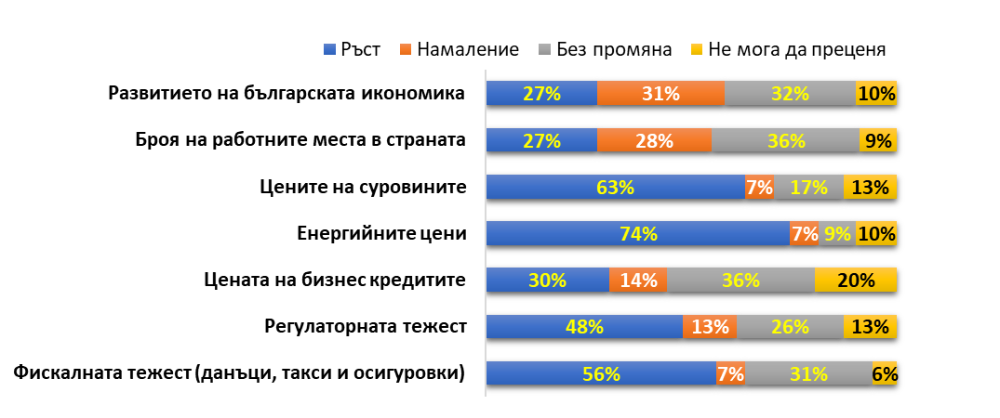 Ръст Намаление Без промяна Не мога да преценя
Развитието на българската икономика 27% 31% 32% 10%
Броя на работните места в страната 27% 28% 36% 9%
Цените на суровините 63% 7% 17% 13%
Енергийните цени 74% 7% 9% 10%
Цената на бизнес кредитите 30% 14% 36% 20%
Регулаторната тежест 48% 13% 26% 13%
Фискалната тежест (данъци, такси и осигуровки) 56% 7% 31% 6%